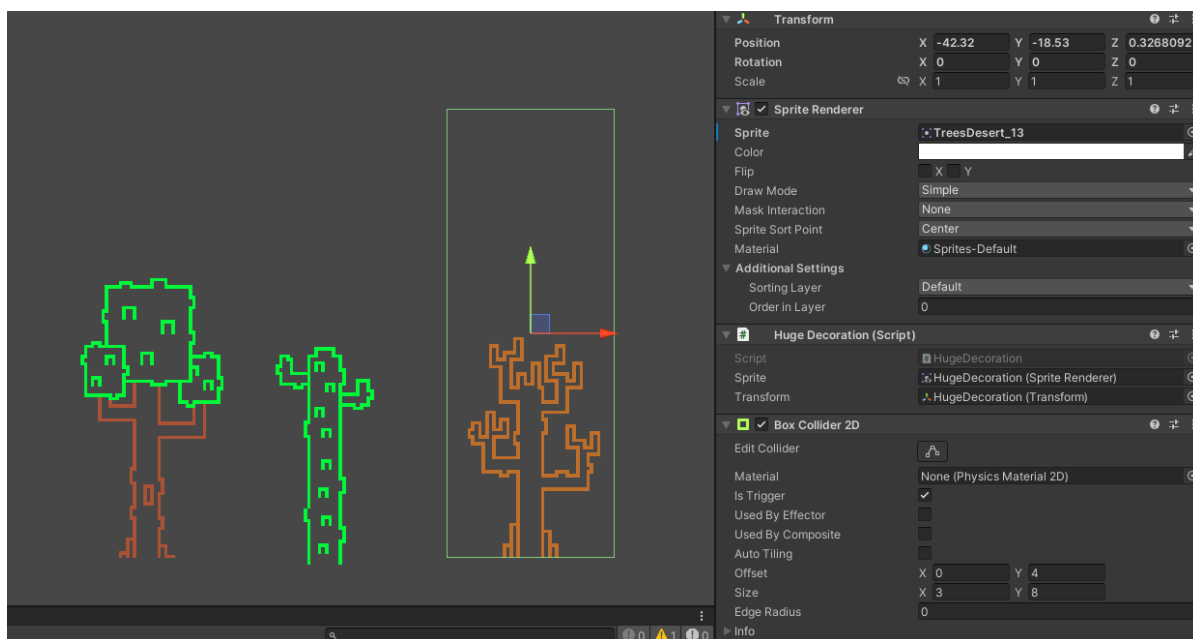 Transform
Position X -42.32 Y -18.53 Z 0.3268092
Rotation X 0 Y 0 Z 0
Scale X 1 Y 1 Z 1
Sprite Renderer
Sprite TreesDesert_13
Color
Flip X Y
Draw Mode Simple
Mask Interaction None
Sprite Sort Point Center
Material Sprites-Default
Additional Settings
Sorting Layer Default
Order in Layer 0
# Huge Decoration (Script)
Script HugeDecoration
Sprite HugeDecoration (Sprite Renderer)
Transform HugeDecoration (Transform)
Box Collider 2D
Edit Collider
Material None (Physics Material 2D)
Is Trigger
Used By Effector
Used By Composite
Auto Tiling
Offset X 0 Y 4
Size X 3 Y 8
Edge Radius 0
Info
0 1 0